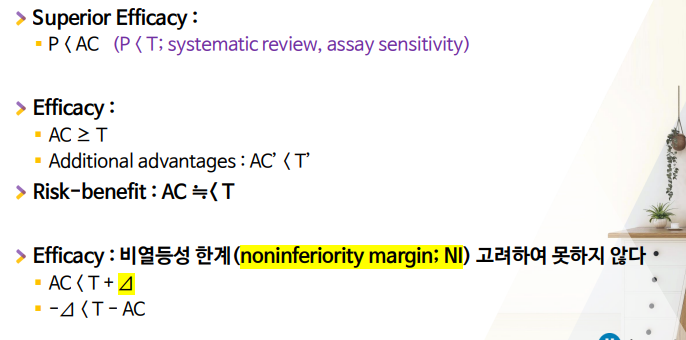 Superior Efficacy :
P < AC (P < T; systematic review, assay sensitivity)
Efficacy :
AC ≥ T
Additional advantages : AC’ < T’
Risk-benefit : AC ≒< T
Efficacy : 비열등성 한계(noninferiority margin; NI) 고려하여 못하지 않다
AC < T + ⊿
-⊿ < T - AC